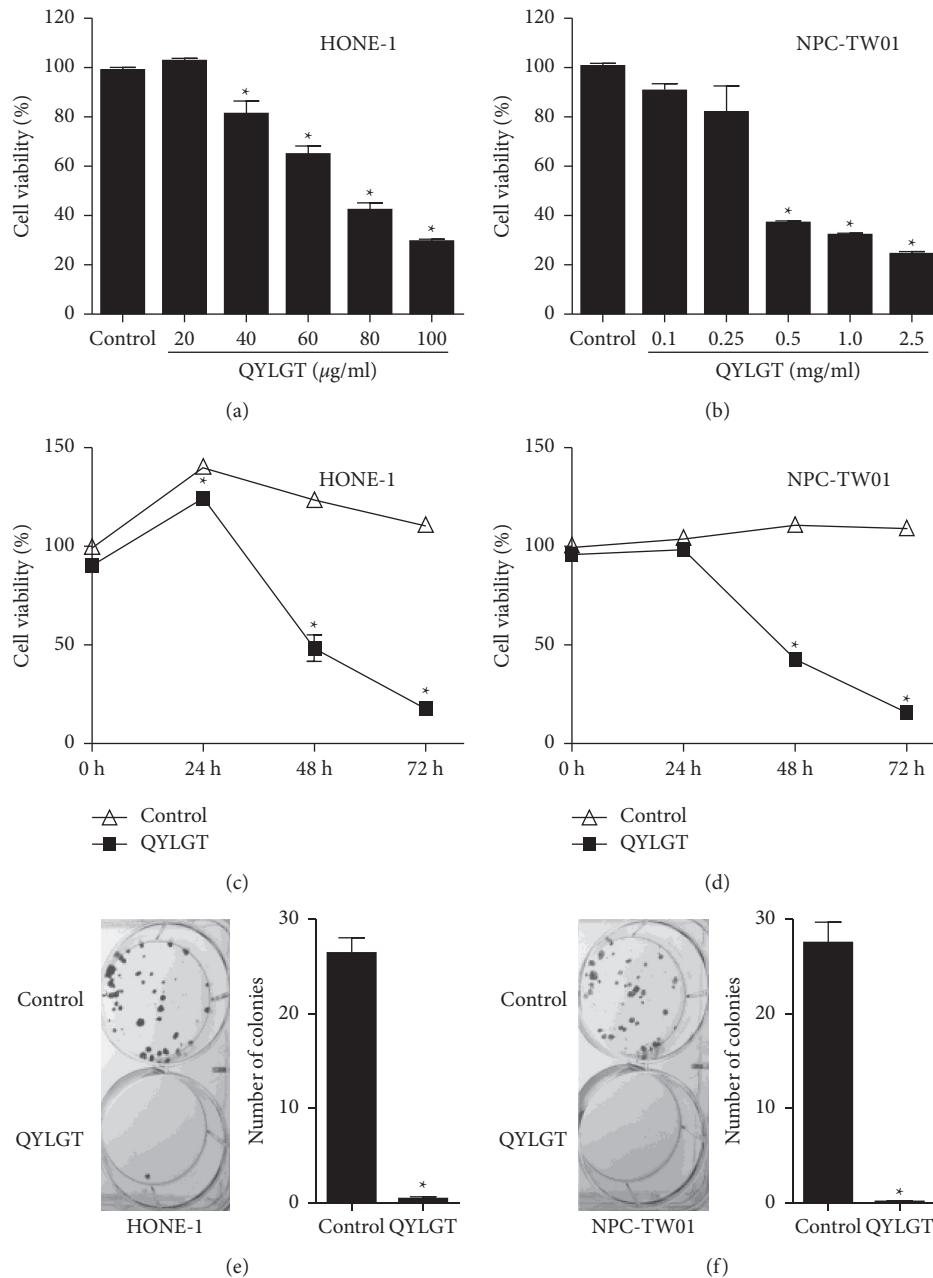 120
100
80
60
40
20
0
Cell viability (%)
HONE-1
*
*
*
*
Control 20 40 60 80 100
QYLGT (μg/ml)
(a)
120
100
80
60
40
20
0
Cell viability (%)
NPC-TW01
*
*
*
Control 0.1 0.25 0.5 1.0 2.5
QYLGT (mg/ml)
(b)
150
100
50
0
Cell viability (%)
HONE-1
*
*
*
0 h 24 h 48 h 72 h
Control
QYLGT
(c)
150
100
50
0
Cell viability (%)
NPC-TW01
*
*
0 h 24 h 48 h 72 h
Control
QYLGT
(d)
Control
QYLGT
HONE-1
30
20
10
0
Number of colonies
*
Control QYLGT
(e)
Control
QYLGT
NPC-TW01
30
20
10
0
Number of colonies
*
Control QYLGT
(f)